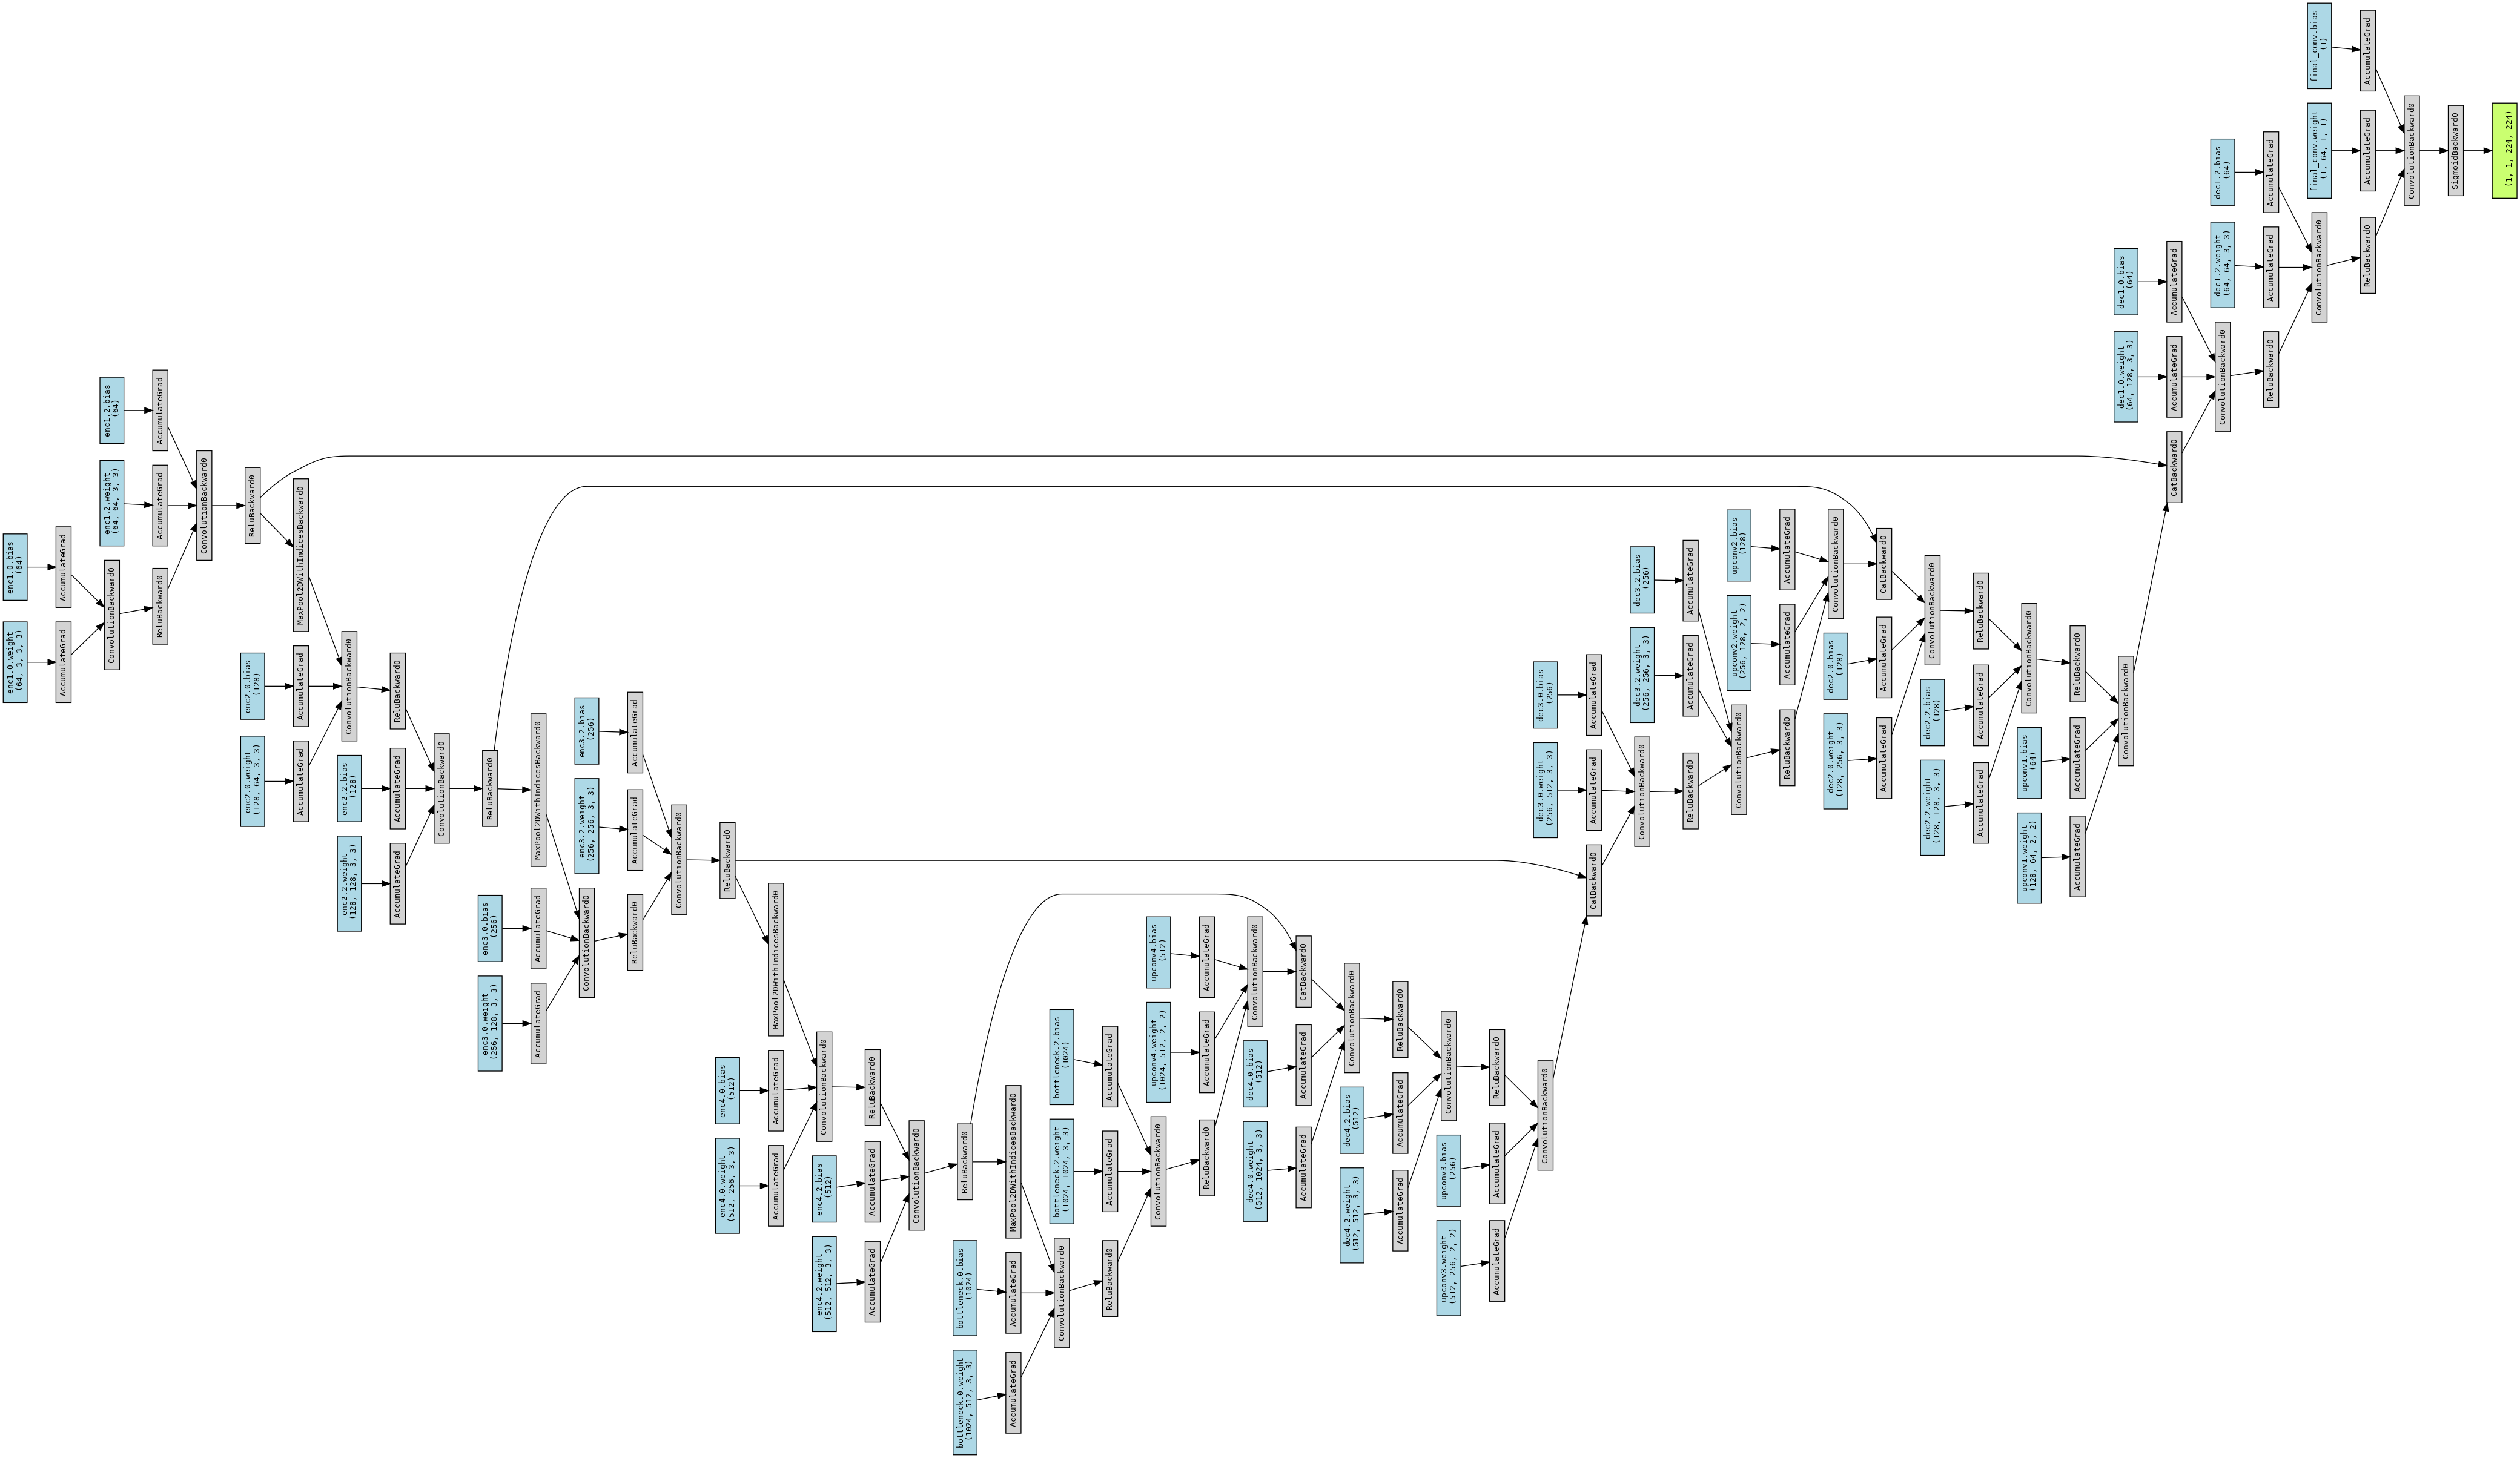 enc1.0.bias
(64)
enc1.0.weight
(64, 3, 3, 3)
AccumulateGrad
AccumulateGrad
enc1.2.bias
(64)
enc1.2.weight
(64, 64, 3, 3)
ConvolutionBackward0
AccumulateGrad
AccumulateGrad
ReluBackward0
ConvolutionBackward0
ReluBackward0
enc2.0.bias
(128)
enc2.0.weight
(128, 64, 3, 3)
MaxPool2DWithIndicesBackward0
AccumulateGrad
AccumulateGrad
ConvolutionBackward0
enc2.2.bias
(128)
enc2.2.weight
(128, 128, 3, 3)
ReluBackward0
AccumulateGrad
AccumulateGrad
ConvolutionBackward0
ReluBackward0
enc3.0.bias
(256)
enc3.0.weight
(256, 128, 3, 3)
MaxPool2DWithIndicesBackward0
AccumulateGrad
AccumulateGrad
enc3.2.bias
(256)
enc3.2.weight
(256, 256, 3, 3)
ConvolutionBackward0
AccumulateGrad
AccumulateGrad
ReluBackward0
ConvolutionBackward0
ReluBackward0
enc4.0.bias
(512)
enc4.0.weight
(512, 256, 3, 3)
MaxPool2DWithIndicesBackward0
AccumulateGrad
AccumulateGrad
ConvolutionBackward0
enc4.2.bias
(512)
enc4.2.weight
(512, 512, 3, 3)
ReluBackward0
AccumulateGrad
AccumulateGrad
ConvolutionBackward0
ReluBackward0
bottleneck.0.bias
(1024)
bottleneck.0.weight
(1024, 512, 3, 3)
MaxPool2DWithIndicesBackward0
AccumulateGrad
AccumulateGrad
bottleneck.2.bias
(1024)
bottleneck.2.weight
(1024, 1024, 3, 3)
ConvolutionBackward0
AccumulateGrad
AccumulateGrad
ReluBackward0
upconv4.bias
(512)
upconv4.weight
(1024, 512, 2, 2)
ConvolutionBackward0
AccumulateGrad
AccumulateGrad
ReluBackward0
ConvolutionBackward0
dec4.0.bias
(512)
dec4.0.weight
(512, 1024, 3, 3)
CatBackward0
AccumulateGrad
AccumulateGrad
ConvolutionBackward0
dec4.2.bias
(512)
dec4.2.weight
(512, 512, 3, 3)
ReluBackward0
AccumulateGrad
AccumulateGrad
ConvolutionBackward0
upconv3.bias
(256)
upconv3.weight
(512, 256, 2, 2)
ReluBackward0
AccumulateGrad
AccumulateGrad
dec3.0.bias
(256)
dec3.0.weight
(256, 512, 3, 3)
ConvolutionBackward0
AccumulateGrad
AccumulateGrad
CatBackward0
dec3.2.bias
(256)
dec3.2.weight
(256, 256, 3, 3)
ConvolutionBackward0
AccumulateGrad
AccumulateGrad
ReluBackward0
upconv2.bias
(128)
upconv2.weight
(256, 128, 2, 2)
ConvolutionBackward0
AccumulateGrad
AccumulateGrad
ReluBackward0
ConvolutionBackward0
dec2.0.bias
(128)
dec2.0.weight
(128, 256, 3, 3)
CatBackward0
AccumulateGrad
AccumulateGrad
ConvolutionBackward0
dec2.2.bias
(128)
dec2.2.weight
(128, 128, 3, 3)
ReluBackward0
AccumulateGrad
AccumulateGrad
ConvolutionBackward0
upconv1.bias
(64)
upconv1.weight
(128, 64, 2, 2)
ReluBackward0
AccumulateGrad
AccumulateGrad
dec1.0.bias
(64)
dec1.0.weight
(64, 128, 3, 3)
ConvolutionBackward0
AccumulateGrad
AccumulateGrad
CatBackward0
dec1.2.bias
(64)
dec1.2.weight
(64, 64, 3, 3)
ConvolutionBackward0
AccumulateGrad
AccumulateGrad
ReluBackward0
final_conv.bias
(1)
final_conv.weight
(1, 64, 1, 1)
ConvolutionBackward0
AccumulateGrad
AccumulateGrad
ReluBackward0
ConvolutionBackward0
SigmoidBackward0
(1, 1, 224, 224)